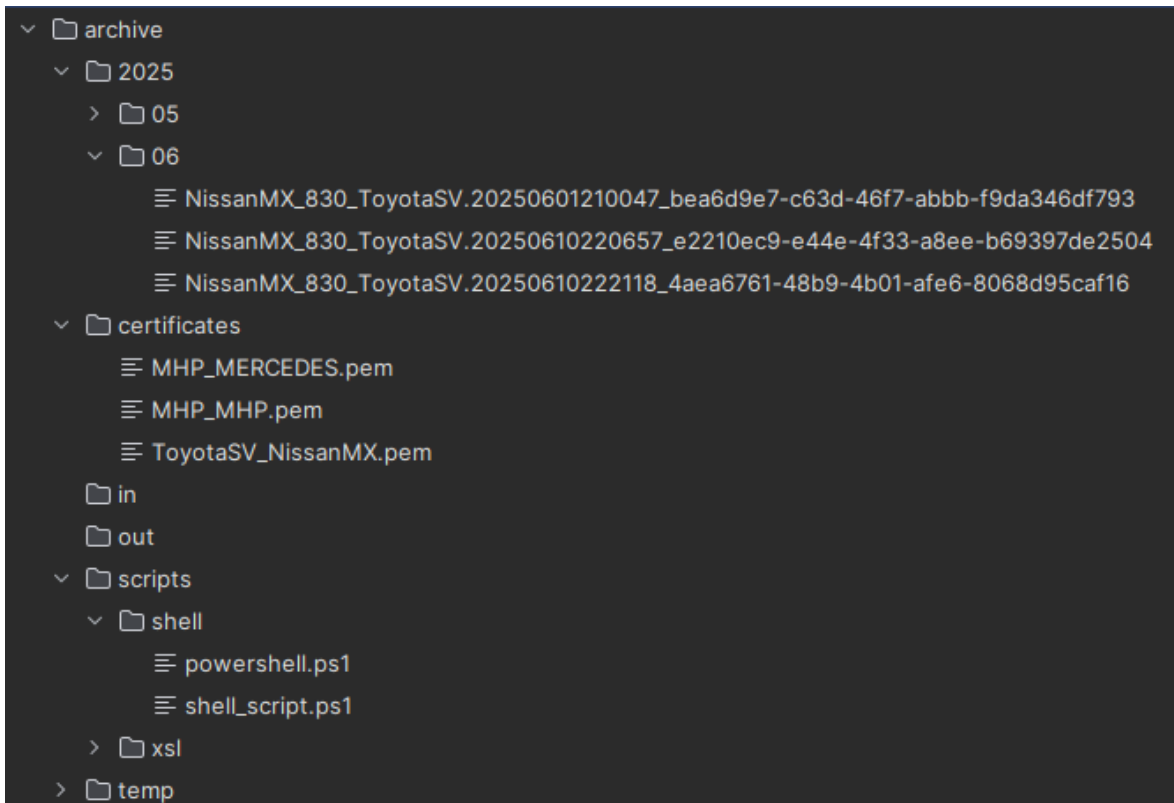 archive
2025
05
06
NissanMX_830_ToyotaSV.20250601210047_bea6d9e7-c63d-46f7-abbb-f9da346df793
NissanMX_830_ToyotaSV.20250610220657_e2210ec9-e44e-4f33-a8ee-b69397de2504
NissanMX_830_ToyotaSV.20250610222118_4aea6761-48b9-4b01-afe6-8068d95caf16
certificates
MHP_MERCEDES.pem
MHP_MHP.pem
ToyotaSV_NissanMX.pem
in
out
scripts
shell
powershell.ps1
shell_script.ps1
xsl
temp